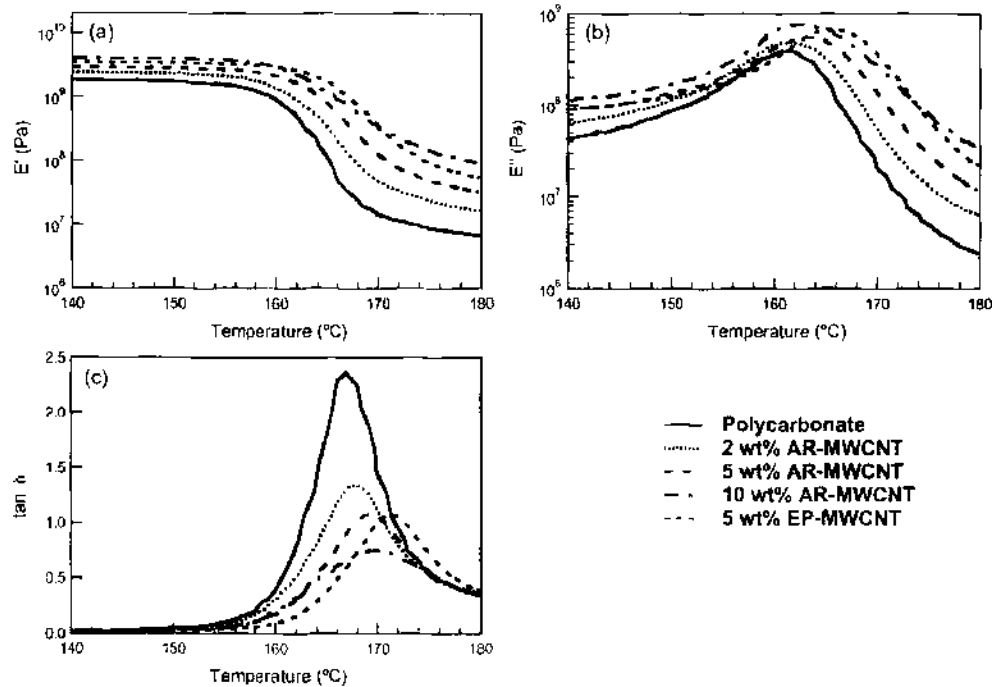 (a)
10¹⁰
10⁹
10⁸
10⁷
10⁶
E' (Pa)
140 150 160 170 180
Temperature (ºC)
(b)
10⁹
10⁸
10⁷
10⁶
E'' (Pa)
140 150 160 170 180
Temperature (ºC)
(c)
2.5
2.0
1.5
1.0
0.5
0.0
tan
140 150 160 170 180
Temperature (ºC)
Polycarbonate
2 wt% AR-MWCNT
5 wt% AR-MWCNT
10 wt% AR-MWCNT
5 wt% EP-MWCNT